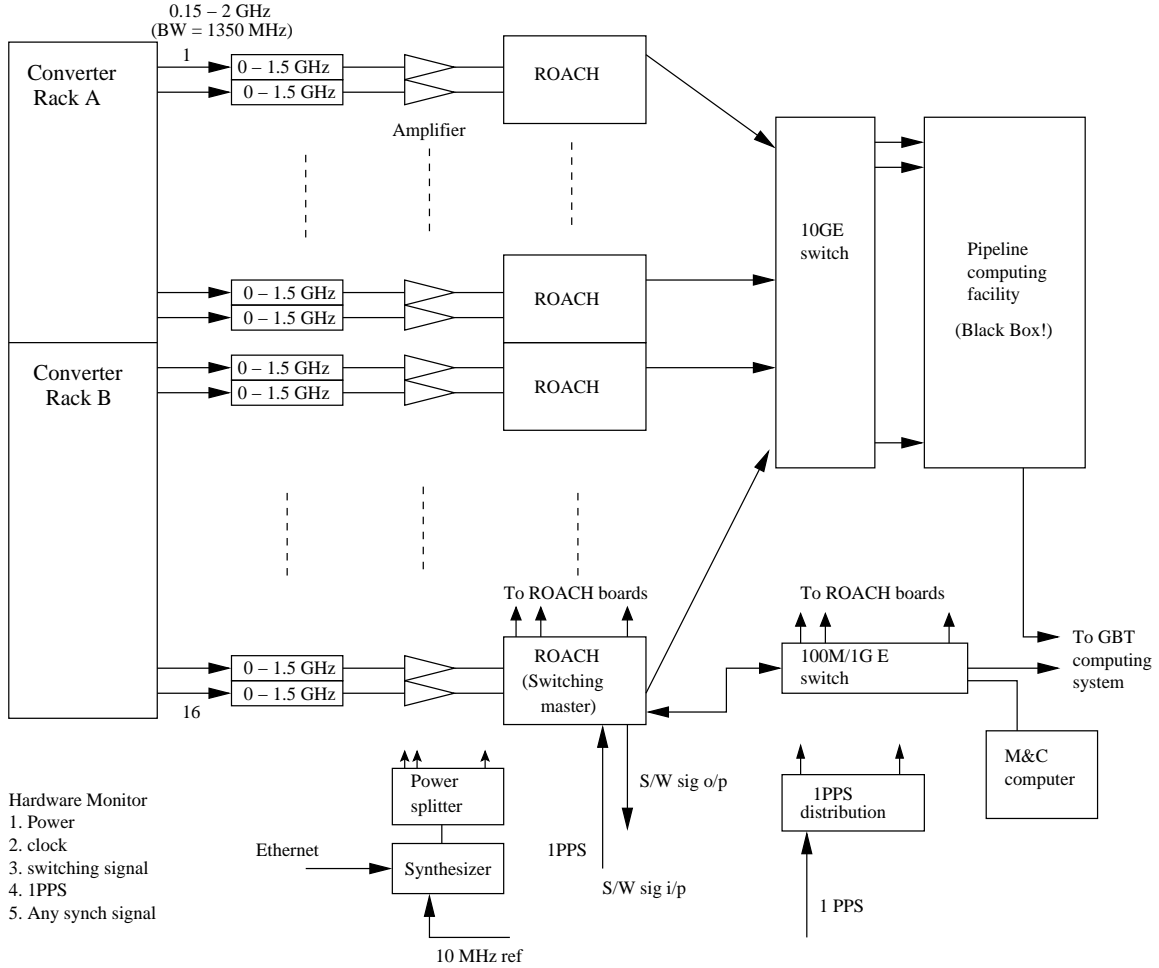 0.15 – 2 GHz
(BW = 1350 MHz)
1
Converter
Rack A
0 – 1.5 GHz
0 – 1.5 GHz
Amplifier
ROACH
10GE
switch
Pipeline
computing
facility
(Black Box!)
0 – 1.5 GHz
0 – 1.5 GHz
ROACH
Converter
Rack B
0 – 1.5 GHz
0 – 1.5 GHz
ROACH
To ROACH boards
To ROACH boards
0 – 1.5 GHz
0 – 1.5 GHz
16
ROACH
(Switching
master)
100M/1G E
switch
To GBT
computing
system
M&C
computer
Power
splitter
S/W sig o/p
1PPS
distribution
Hardware Monitor
1. Power
2. clock
3. switching signal
4. 1PPS
5. Any synch signal
Ethernet
Synthesizer
1PPS
S/W sig i/p
1 PPS
10 MHz ref